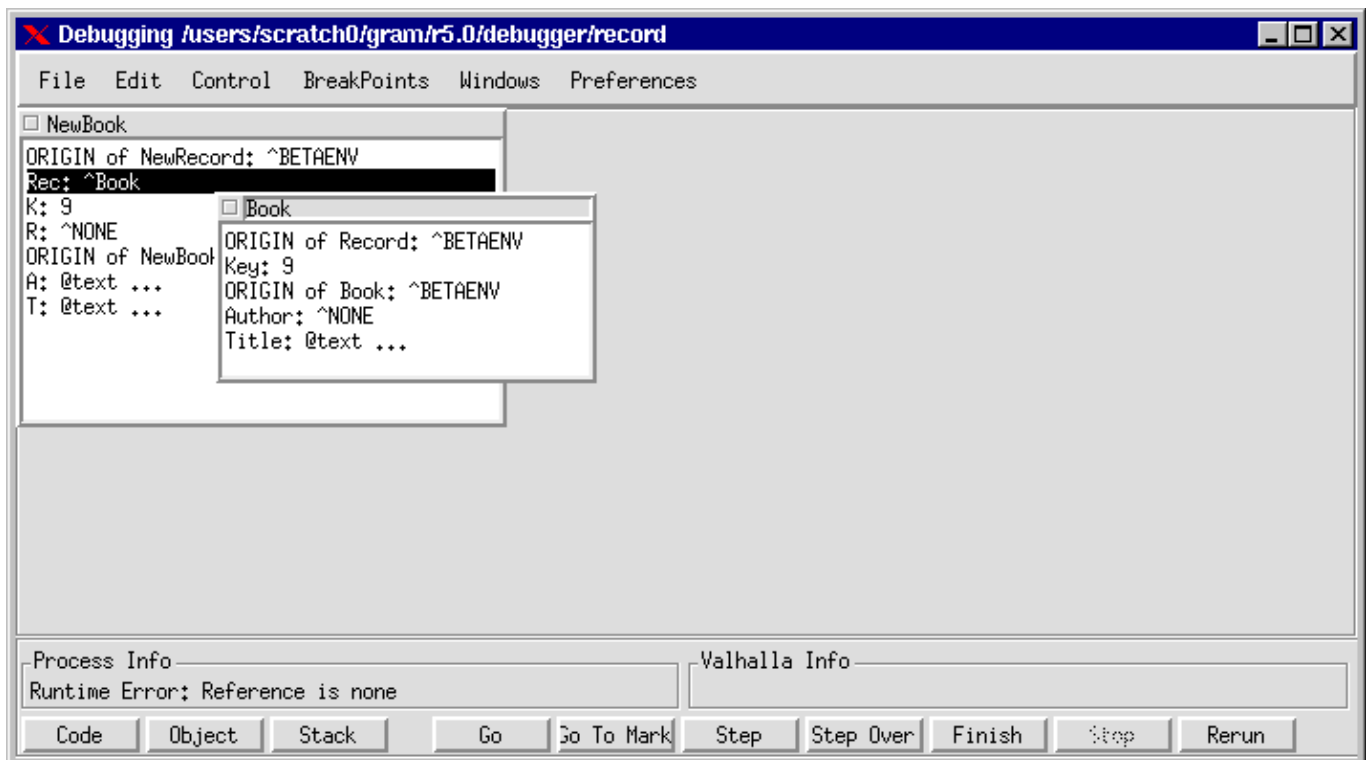 Debugging /users/scratch0/gram/r5.0/debugger/record
File Edit Control BreakPoints Windows Preferences
NewBook
ORIGIN of NewRecord: ^BETAENV
Rec: ^Book
K: 9
R: ^NONE
ORIGIN of NewBook
A: @text ...
T: @text ...
Book
ORIGIN of Record: ^BETAENV
Key: 9
ORIGIN of Book: ^BETAENV
Author: ^NONE
Title: @text ...
Process Info
Runtime Error: Reference is none
Valhalla Info
Code Object Stack Go Go To Mark Step Step Over Finish Stop Rerun